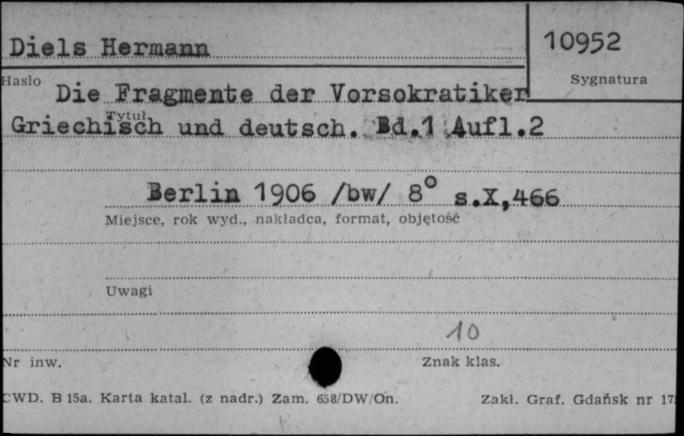 Diels Hermann
10952
Hasło
Sygnatura
Die Fragmente der Vorsokratiker
Tytuł
Griechisch und deutsch. Bd.1 Aufl.2
Berlin 1906 /bw/ 8° s.X,466
Miejsce, rok wyd., nakładca, format, objętość
Uwagi
10
Nr inw.
Znak klas.
CWD. B 15a. Karta katal. (z nadr.) Zam. 658/DW/On.
Zakł. Graf. Gdańsk nr